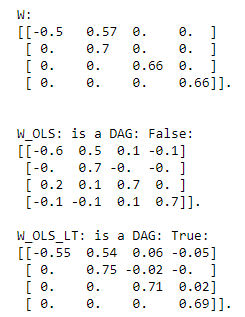 W:
[[-0.5   0.57  0.    0.  ]
 [ 0.    0.7   0.    0.  ]
 [ 0.    0.    0.66  0.  ]
 [ 0.    0.    0.    0.66]].
W_OLS: is a DAG: False:
[[-0.6  0.5  0.1 -0.1]
 [-0.   0.7 -0.  -0. ]
 [ 0.2  0.1  0.7  0. ]
 [-0.1 -0.1  0.1  0.7]].
W_OLS_LT: is a DAG: True:
[[-0.55  0.54  0.06 -0.05]
 [ 0.    0.75 -0.02 -0.  ]
 [ 0.    0.    0.71  0.02]
 [ 0.    0.    0.    0.69]].